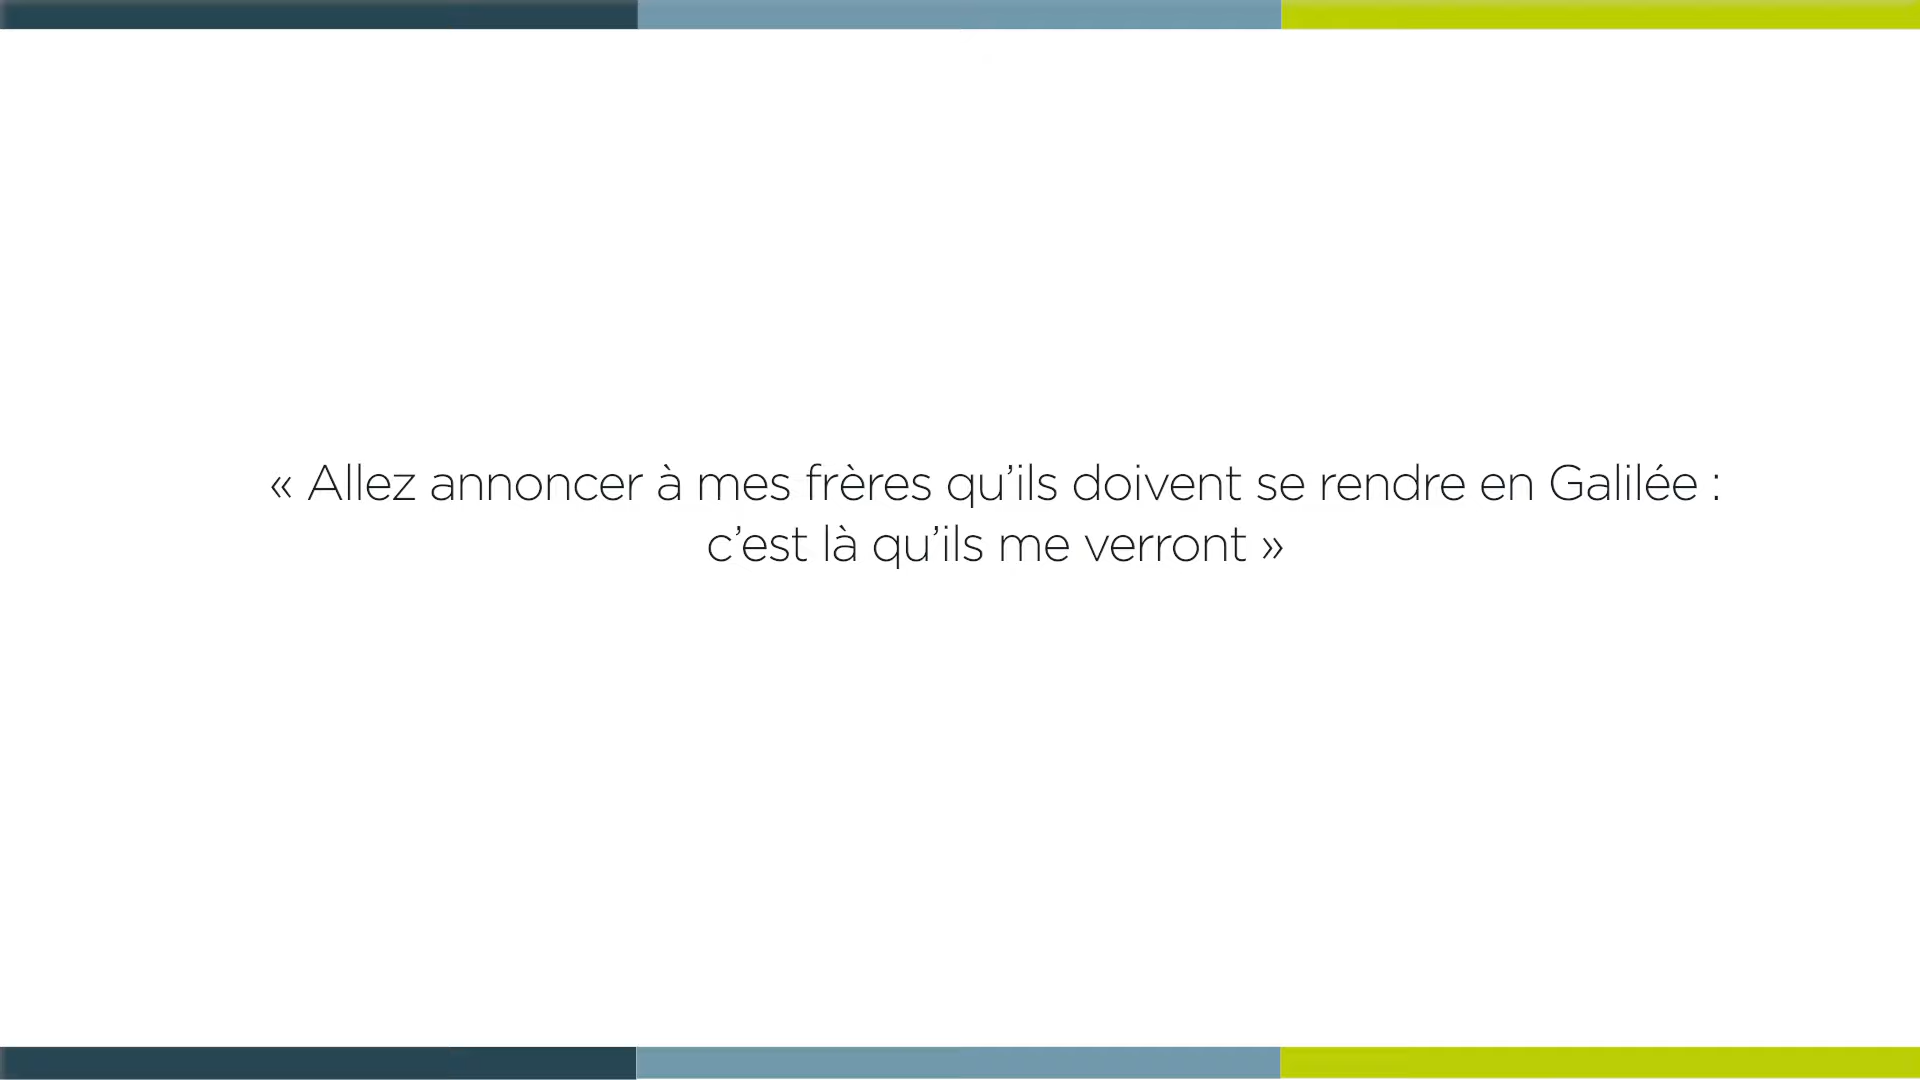 « Allez annoncer à mes frères qu’ils doivent se rendre en Galilée :
c’est là qu’ils me verront »